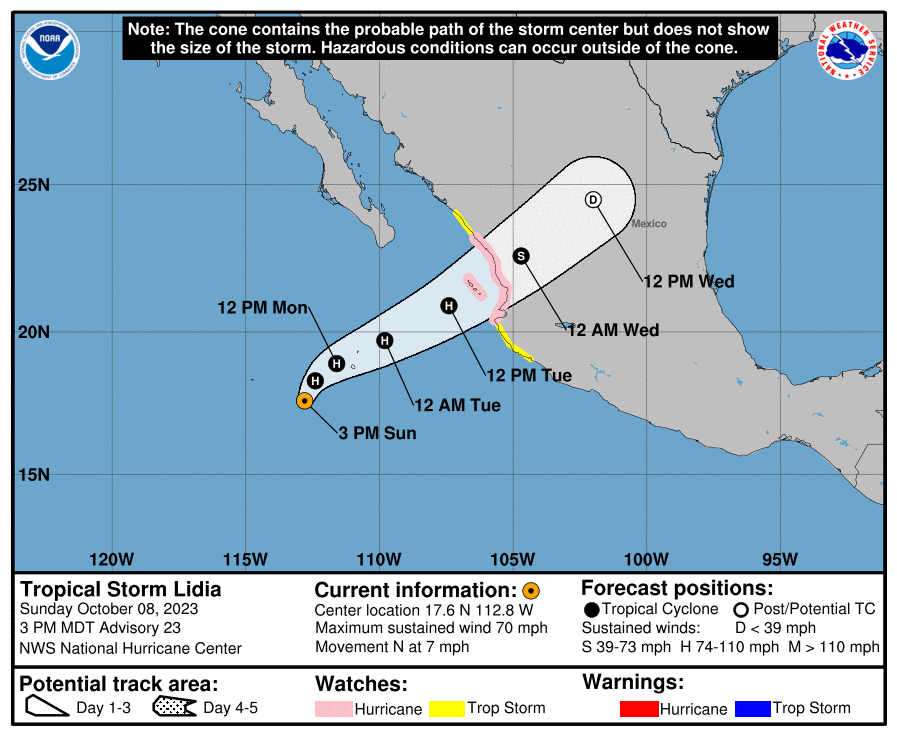 Note: The cone contains the probable path of the storm center but does not show
the size of the storm. Hazardous conditions can occur outside of the cone.
NOAA
NATIONAL WEATHER SERVICE
25N
D
Mexico
S
12 PM Wed
12 PM Mon
H
20N
12 AM Wed
H
H
12 PM Tue
H
12 AM Tue
3 PM Sun
15N
120W 115W 110W 105W 100W 95W
Tropical Storm Lidia
Sunday October 08, 2023
3 PM MDT Advisory 23
NWS National Hurricane Center
Current information:
Center location 17.6 N 112.8 W
Maximum sustained wind 70 mph
Movement N at 7 mph
Forecast positions:
Tropical Cyclone Post/Potential TC
Sustained winds: D < 39 mph
S 39-73 mph H 74-110 mph M > 110 mph
Potential track area:
Day 1-3 Day 4-5
Watches:
Hurricane Trop Storm
Warnings:
Hurricane Trop Storm